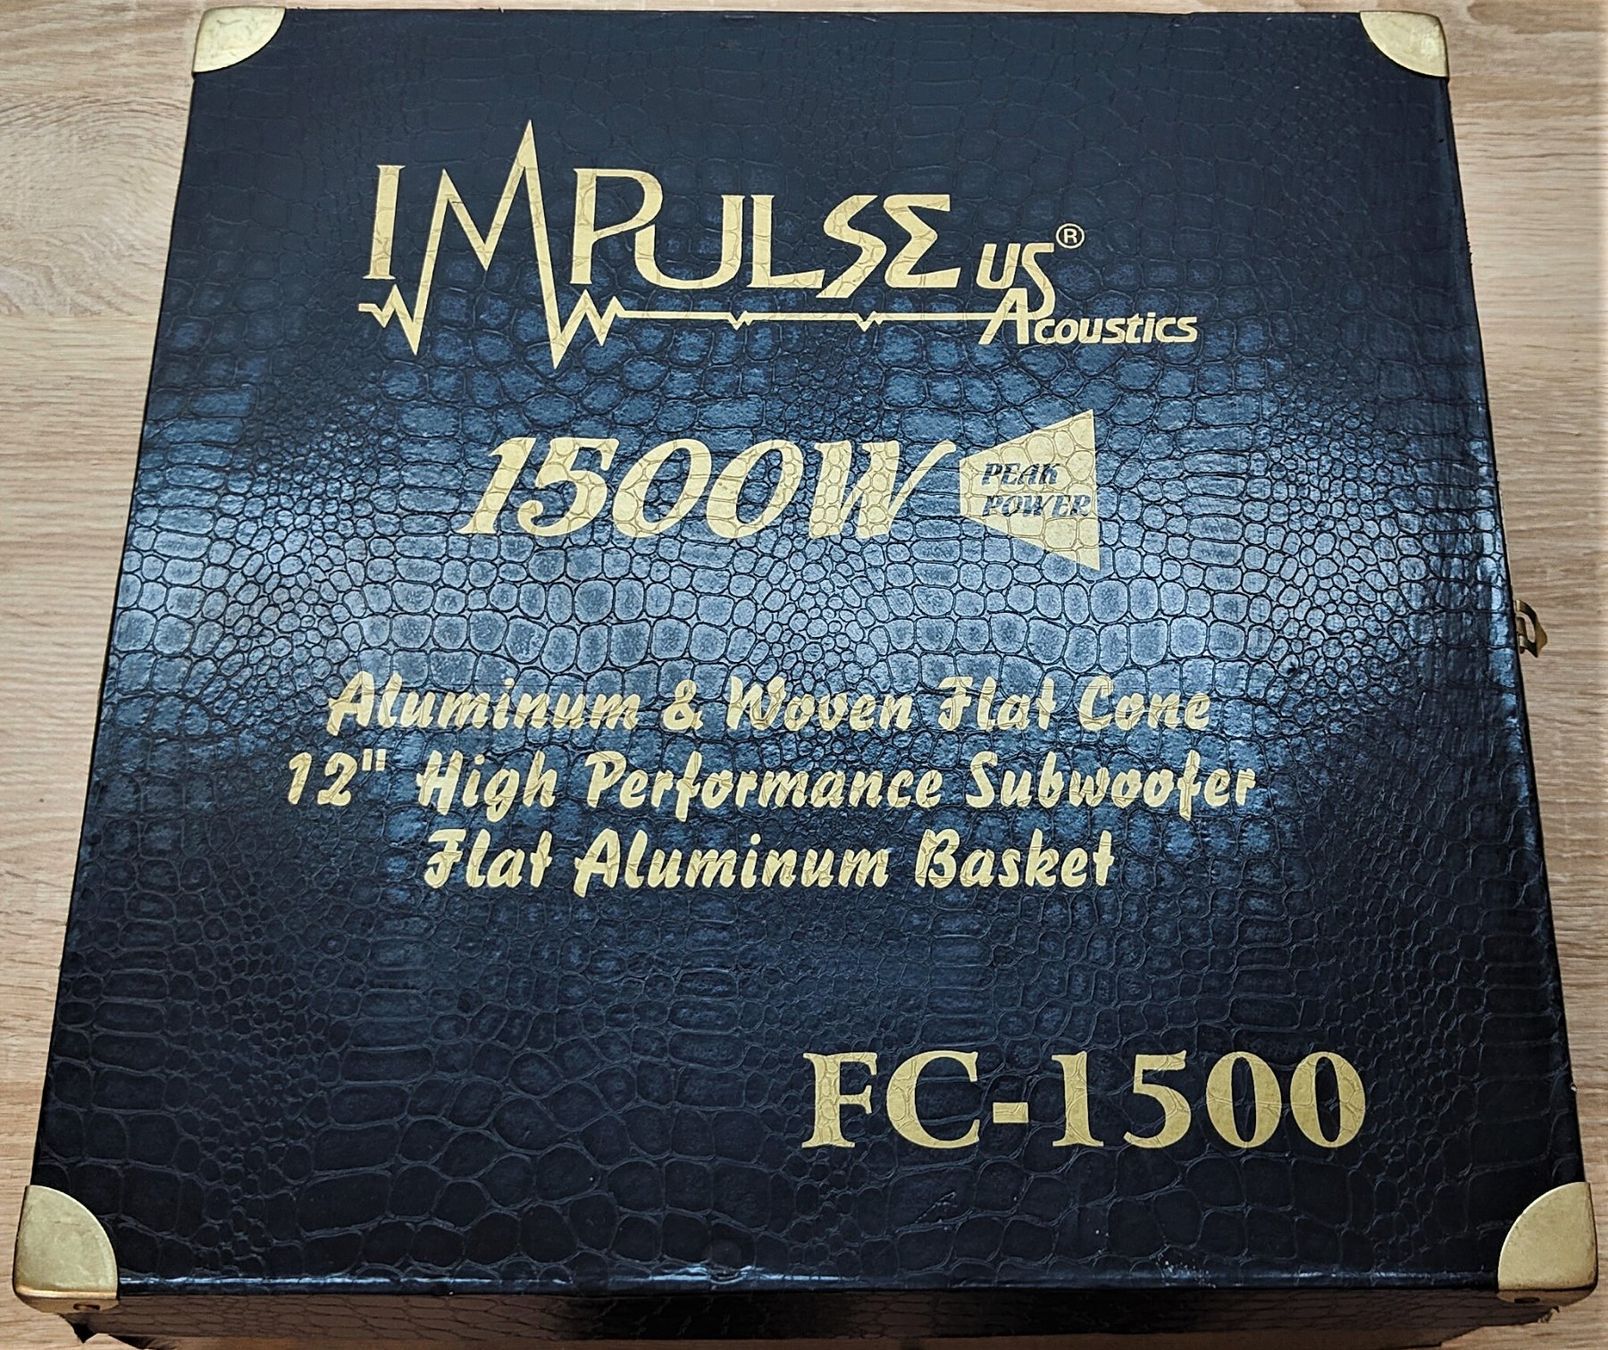 IMPULSE US®
Acoustics
1500W PEAK
POWER
Aluminum & Woven Flat Cone
12" High Performance Subwoofer
Flat Aluminum Basket
FC-1500